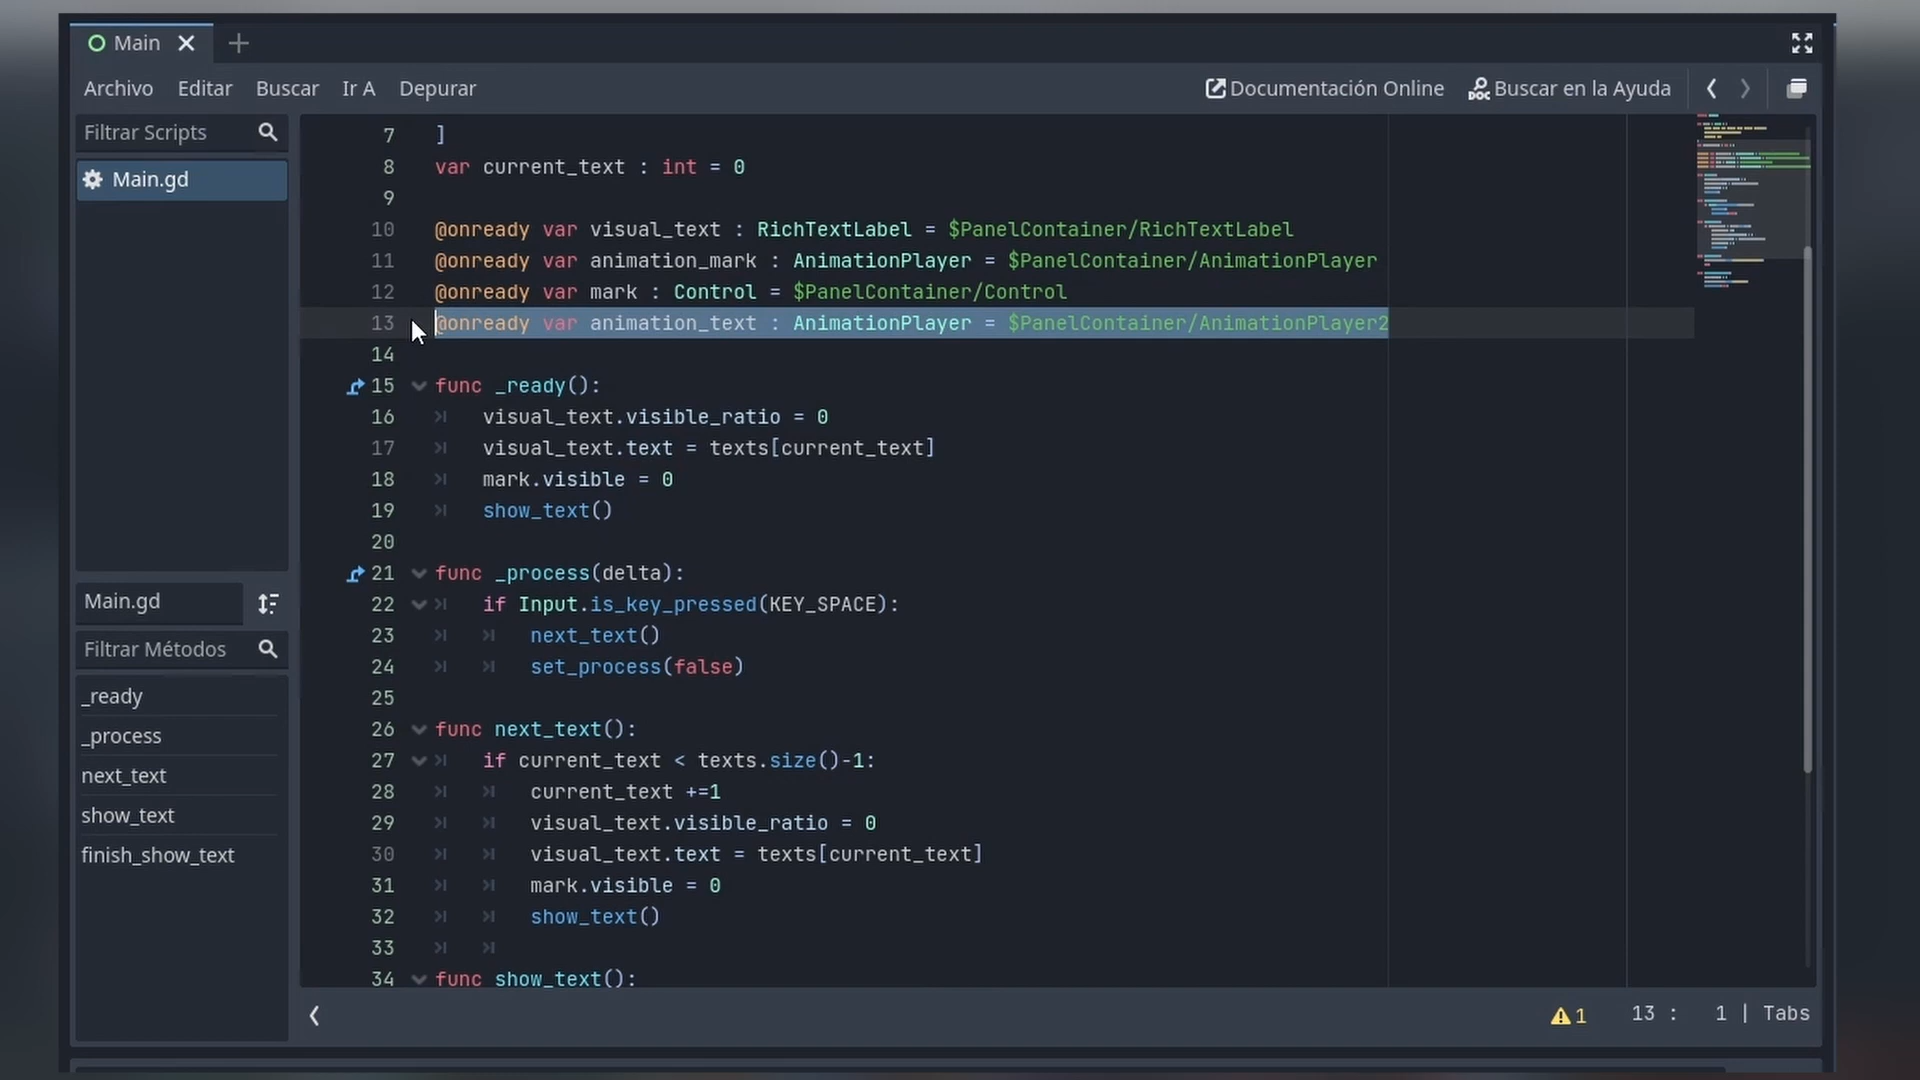 Main
Archivo Editar Buscar Ir A Depurar
Documentación Online Buscar en la Ayuda
Filtrar Scripts
Main.gd
Main.gd
Filtrar Métodos
_ready
_process
next_text
show_text
finish_show_text
7 ]
8 var current_text : int = 0
9
10 @onready var visual_text : RichTextLabel = $PanelContainer/RichTextLabel
11 @onready var animation_mark : AnimationPlayer = $PanelContainer/AnimationPlayer
12 @onready var mark : Control = $PanelContainer/Control
13 @onready var animation_text : AnimationPlayer = $PanelContainer/AnimationPlayer2
14
15 func _ready():
16 visual_text.visible_ratio = 0
17 visual_text.text = texts[current_text]
18 mark.visible = 0
19 show_text()
20
21 func _process(delta):
22 if Input.is_key_pressed(KEY_SPACE):
23 next_text()
24 set_process(false)
25
26 func next_text():
27 if current_text < texts.size()-1:
28 current_text +=1
29 visual_text.visible_ratio = 0
30 visual_text.text = texts[current_text]
31 mark.visible = 0
32 show_text()
33
34 func show_text():
1 13 : 1 | Tabs